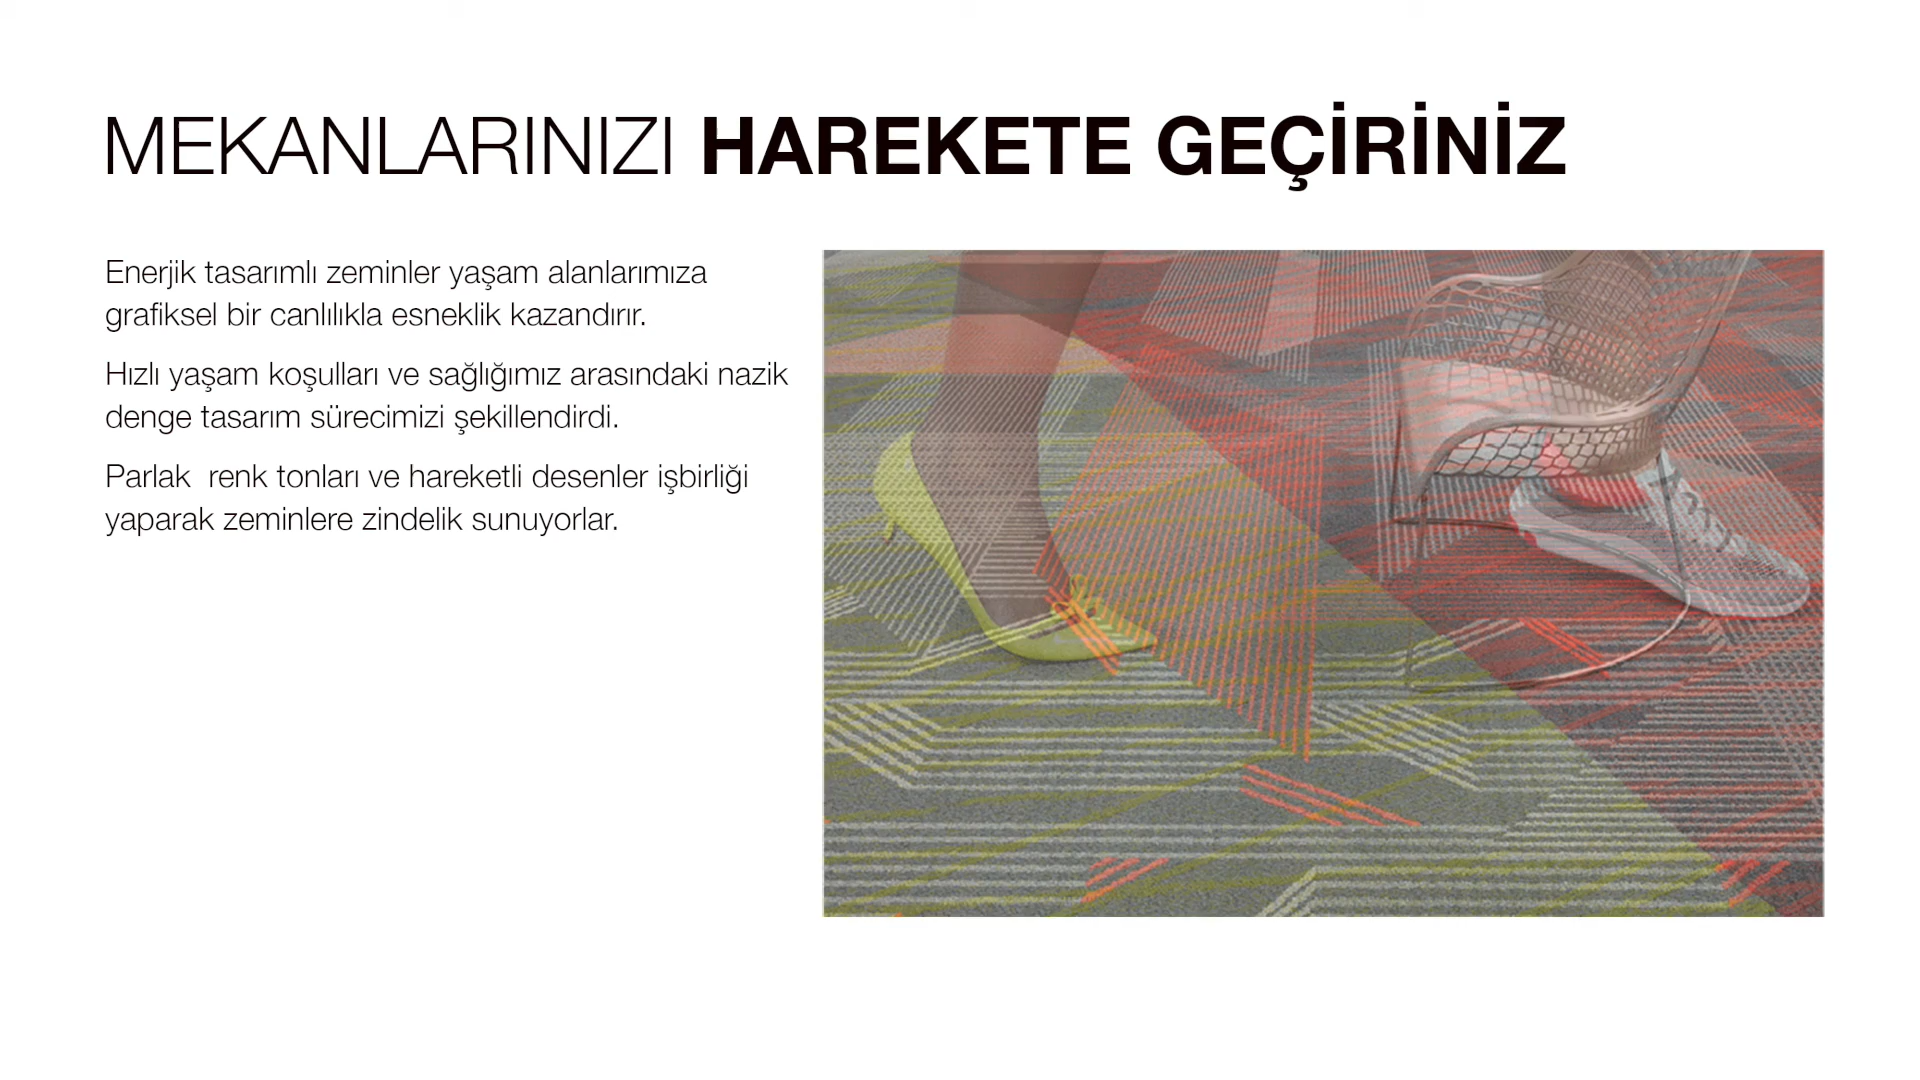 MEKANLARINIZI HAREKETE GEÇİRİNİZ
Enerjik tasarımlı zeminler yaşam alanlarımıza
grafiksel bir canlılıkla esneklik kazandırır.
Hızlı yaşam koşulları ve sağlığımız arasındaki nazik
denge tasarım sürecimizi şekillendirdi.
Parlak  renk tonları ve hareketli desenler işbirliği
yaparak zeminlere zindelik sunuyorlar.